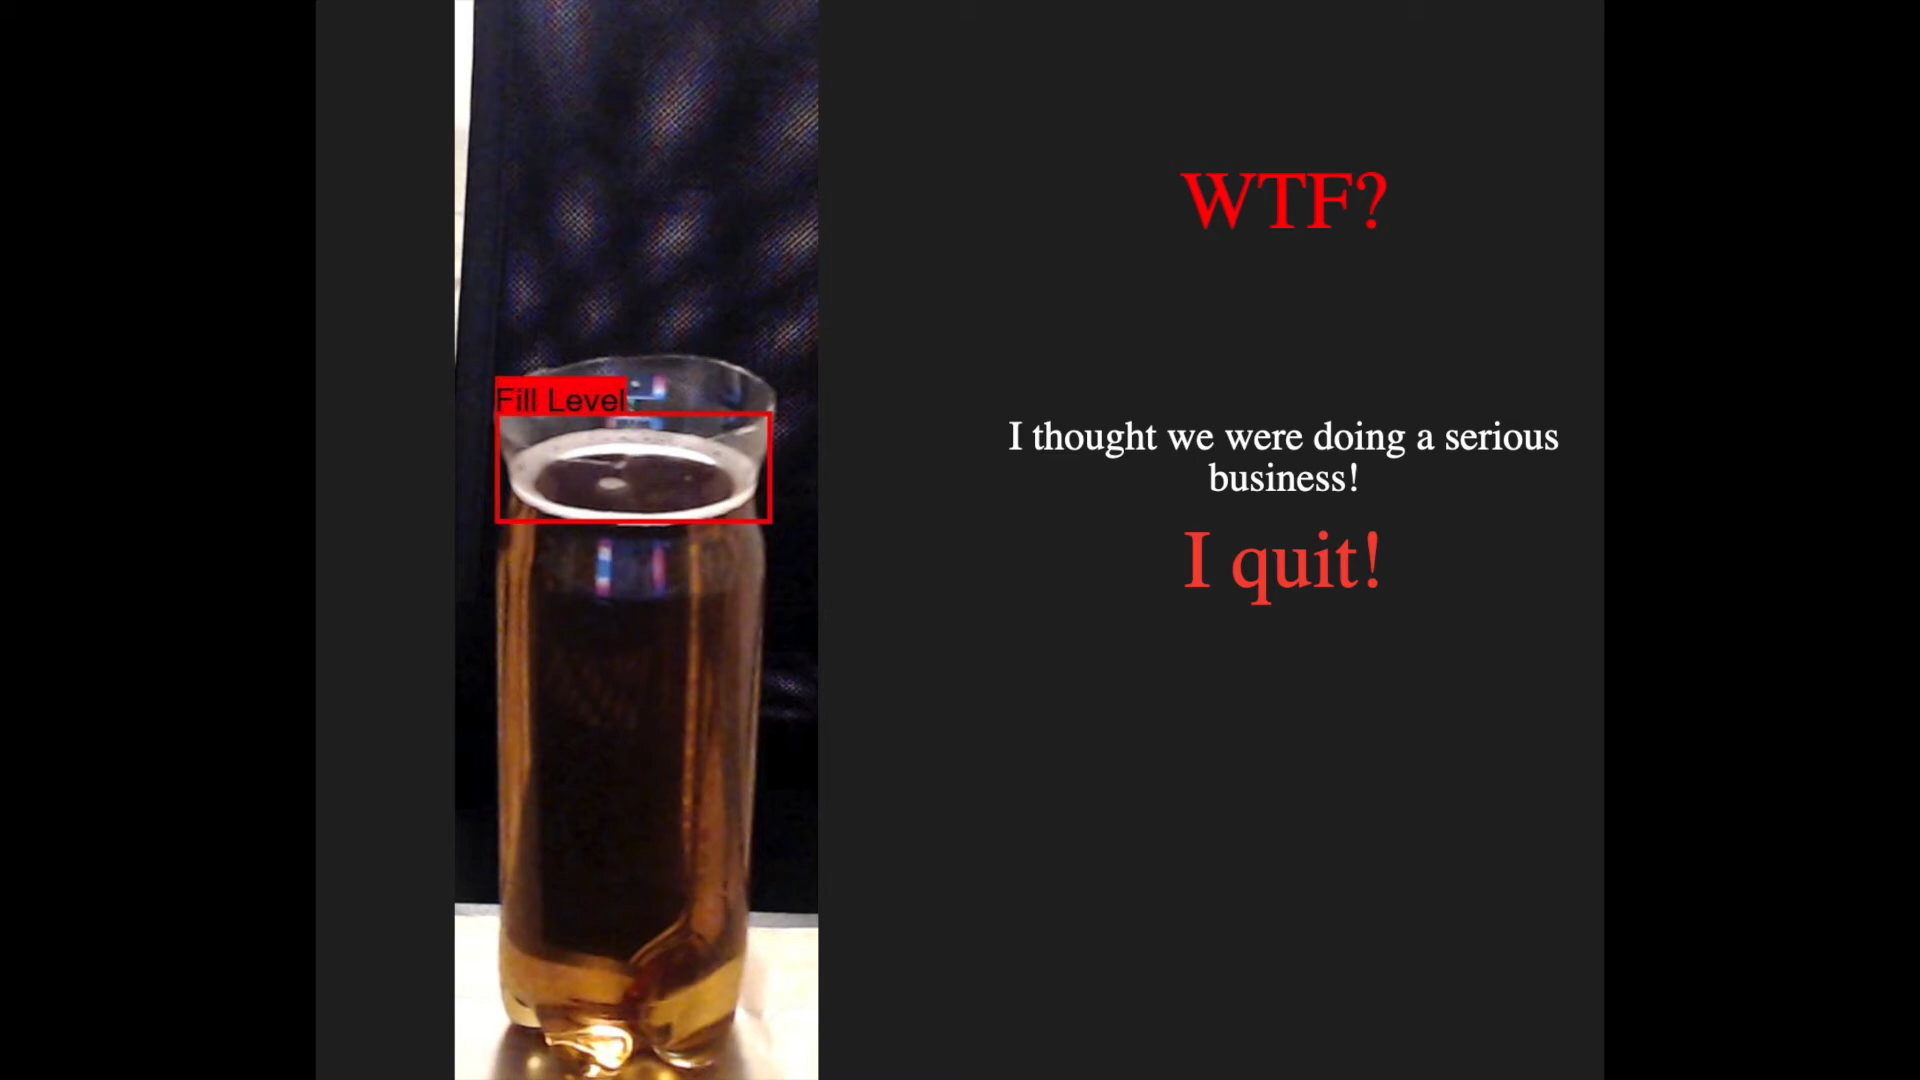 Fill Level
WTF?
I thought we were doing a serious
business!
I quit!